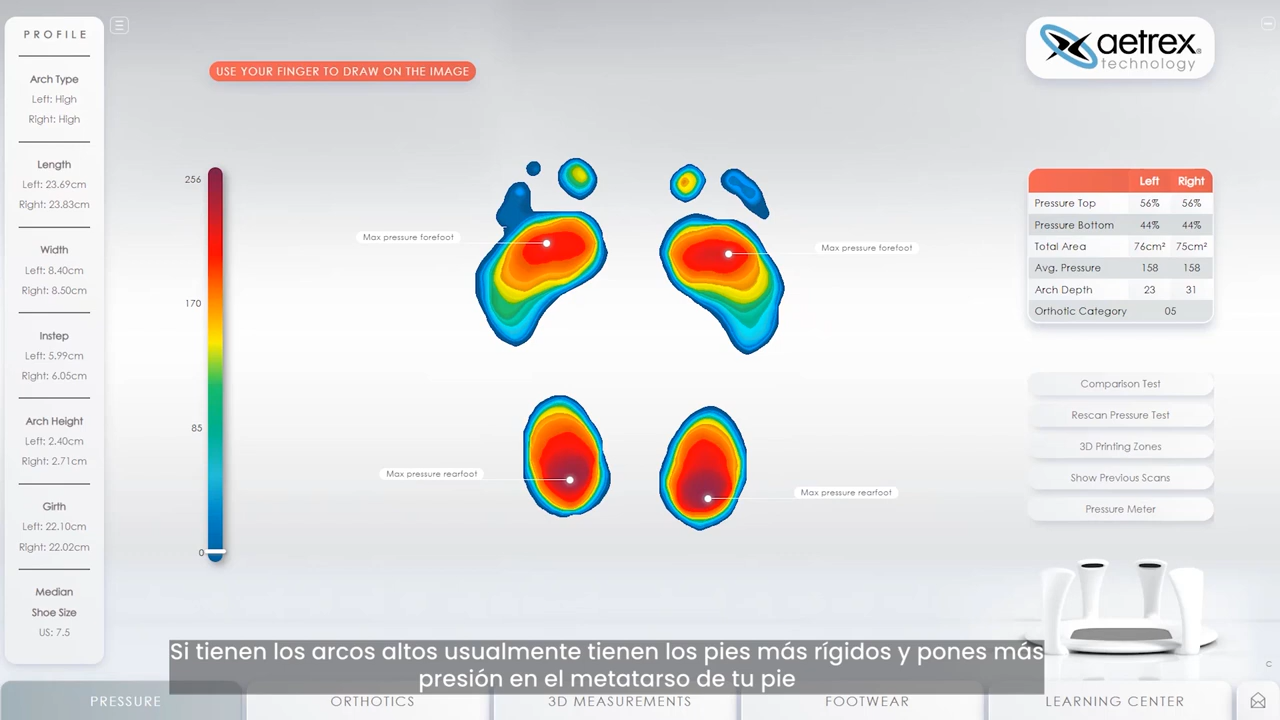 PROFILE
Arch Type
Left: High
Right: High
Length
Left: 23.69cm
Right: 23.83cm
Width
Left: 8.40cm
Right: 8.50cm
Instep
Left: 5.99cm
Right: 6.05cm
Arch Height
Left: 2.40cm
Right: 2.71cm
Girth
Left: 22.10cm
Right: 22.02cm
Median
Shoe Size
US: 7.5
USE YOUR FINGER TO DRAW ON THE IMAGE
256
170
85
0
Max pressure forefoot
Max pressure forefoot
Max pressure rearfoot
Max pressure rearfoot
aetrex
technology
Left Right
Pressure Top 56% 56%
Pressure Bottom 44% 44%
Total Area 76cm² 75cm²
Avg. Pressure 158 158
Arch Depth 23 31
Orthotic Category 05
Comparison Test
Rescan Pressure Test
3D Printing Zones
Show Previous Scans
Pressure Meter
C
Si tienen los arcos altos usualmente tienen los pies más rígidos y pones más
presión en el metatarso de tu pie
PRESSURE
ORTHOTICS
3D MEASUREMENTS
FOOTWEAR
LEARNING CENTER